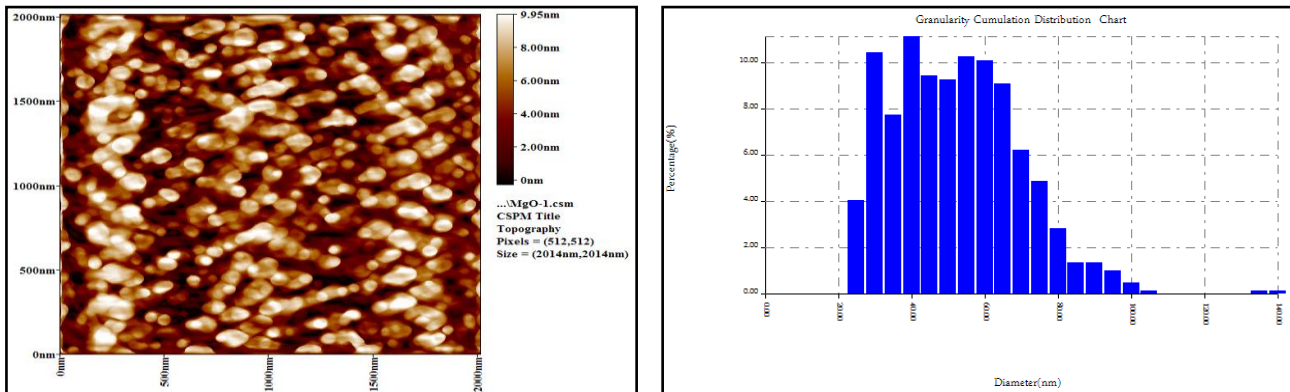 2000nm
1500nm
1000nm
500nm
0nm
0nm
500nm
1000nm
1500nm
2000nm
9.95nm
8.00nm
6.00nm
4.00nm
2.00nm
0nm
...\MgO-1.csm
CSPM Title
Topography
Pixels = (512,512)
Size = (2014nm,2014nm)
Granularity Cumulation Distribution Chart
Percentage(%)
10.00
8.00
6.00
4.00
2.00
0.00
0.00
20.00
40.00
60.00
80.00
100.00
120.00
140.00
Diameter(nm)